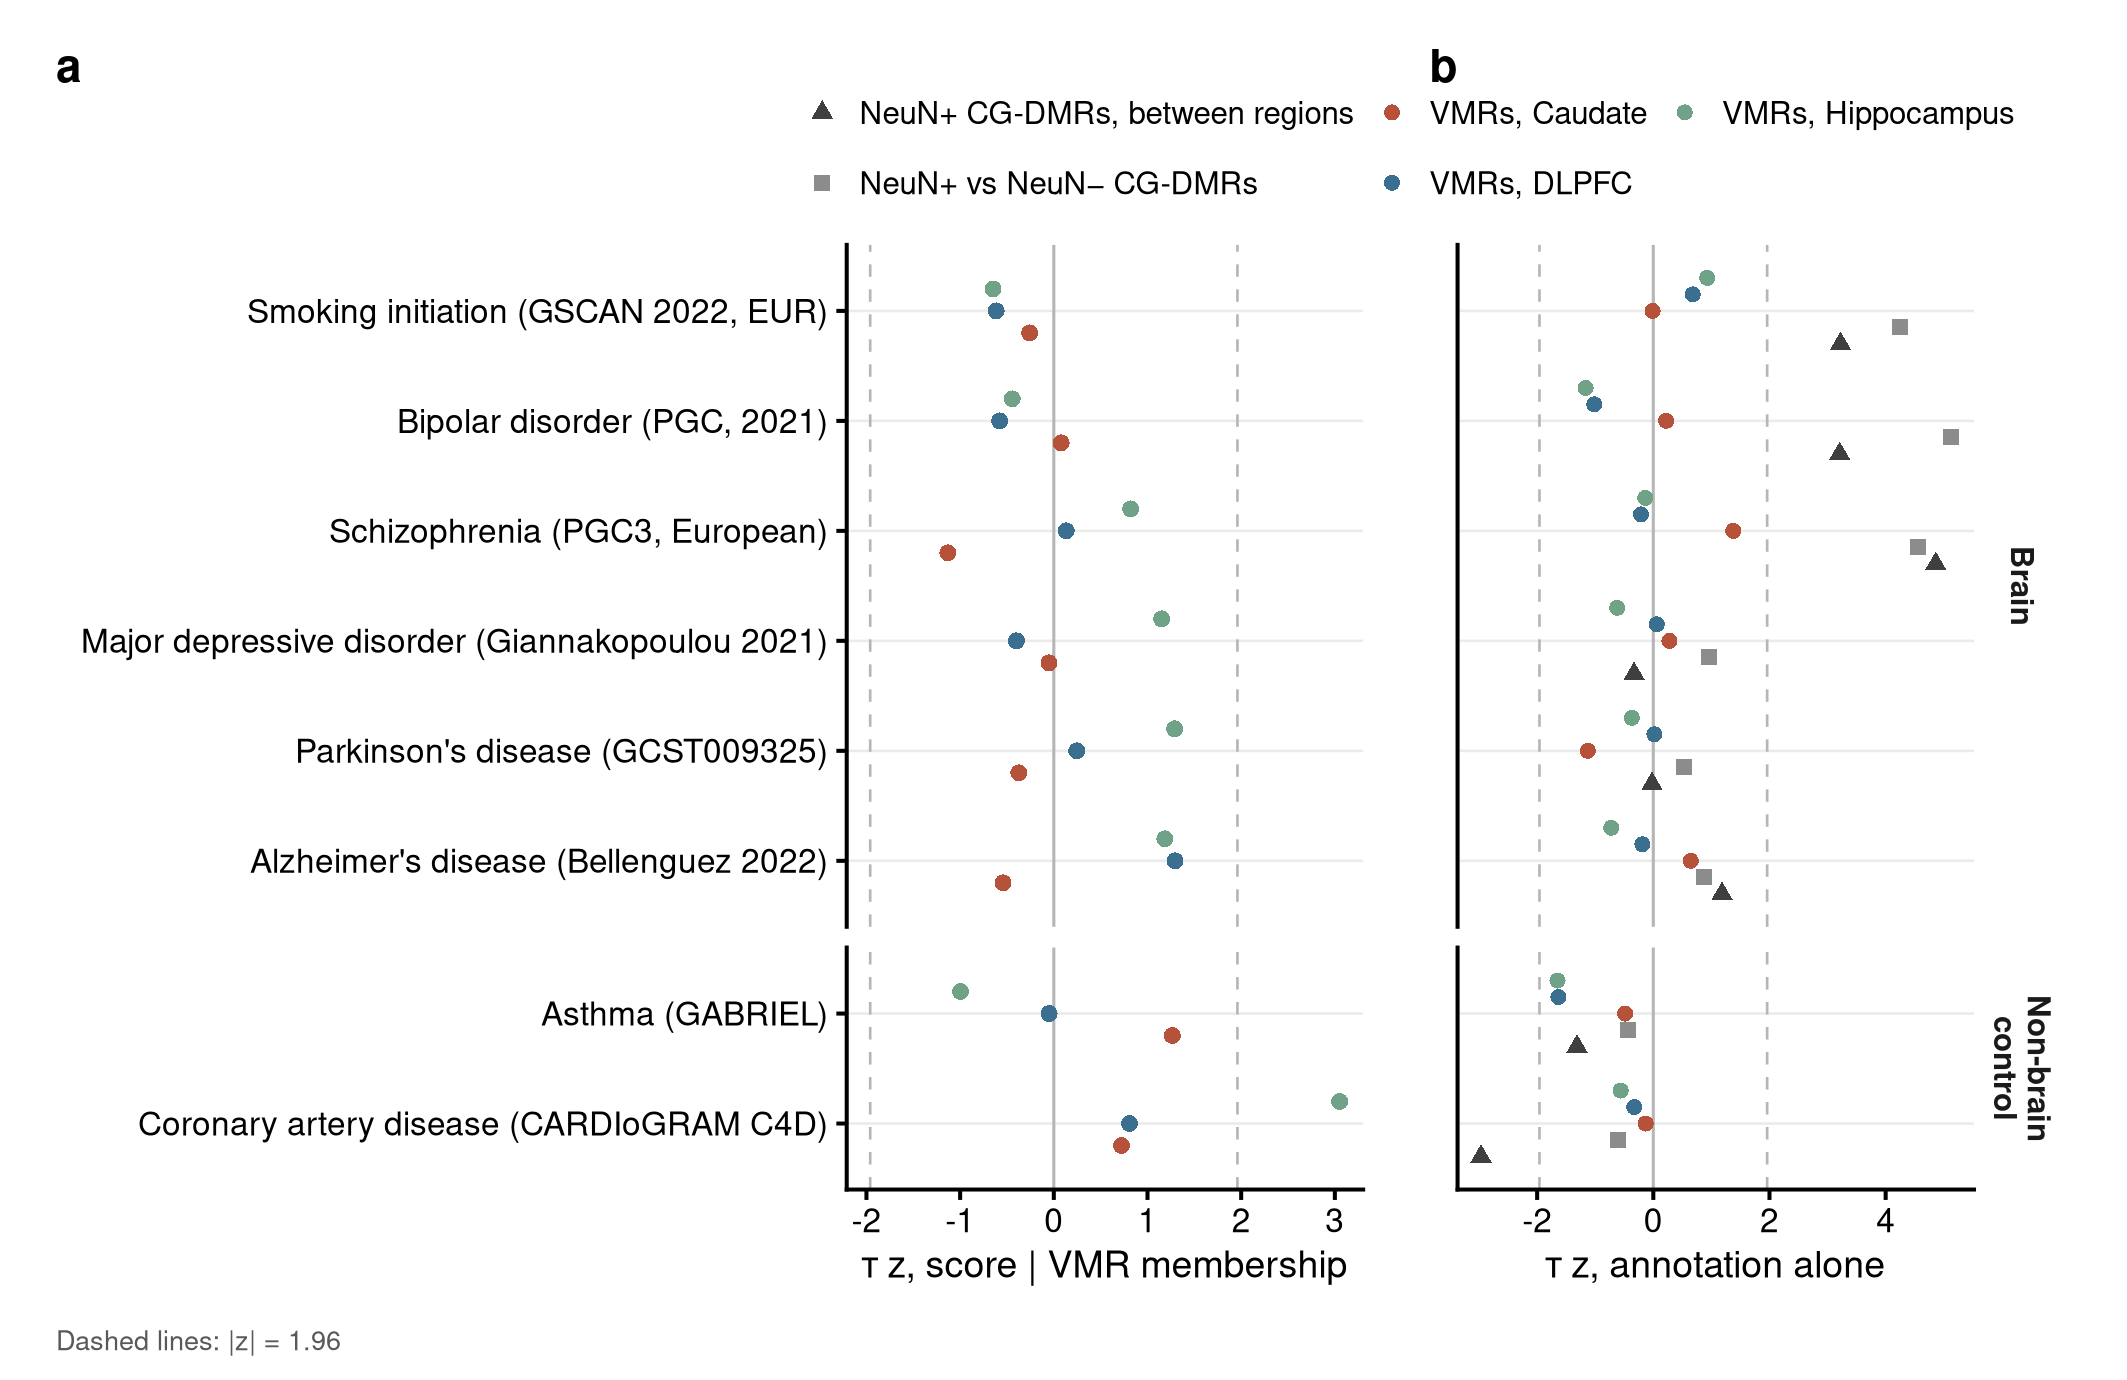 a
b
NeuN+ CG-DMRs, between regions
VMRs, Caudate
VMRs, Hippocampus
NeuN+ vs NeuN− CG-DMRs
VMRs, DLPFC
Smoking initiation (GSCAN 2022, EUR)
Bipolar disorder (PGC, 2021)
Schizophrenia (PGC3, European)
Major depressive disorder (Giannakopoulou 2021)
Parkinson's disease (GCST009325)
Alzheimer's disease (Bellenguez 2022)
Brain
Asthma (GABRIEL)
Coronary artery disease (CARDIoGRAM C4D)
Non-brain
control
-2 -1 0 1 2 3
-2 0 2 4
τ z, score | VMR membership
τ z, annotation alone
Dashed lines: |z| = 1.96